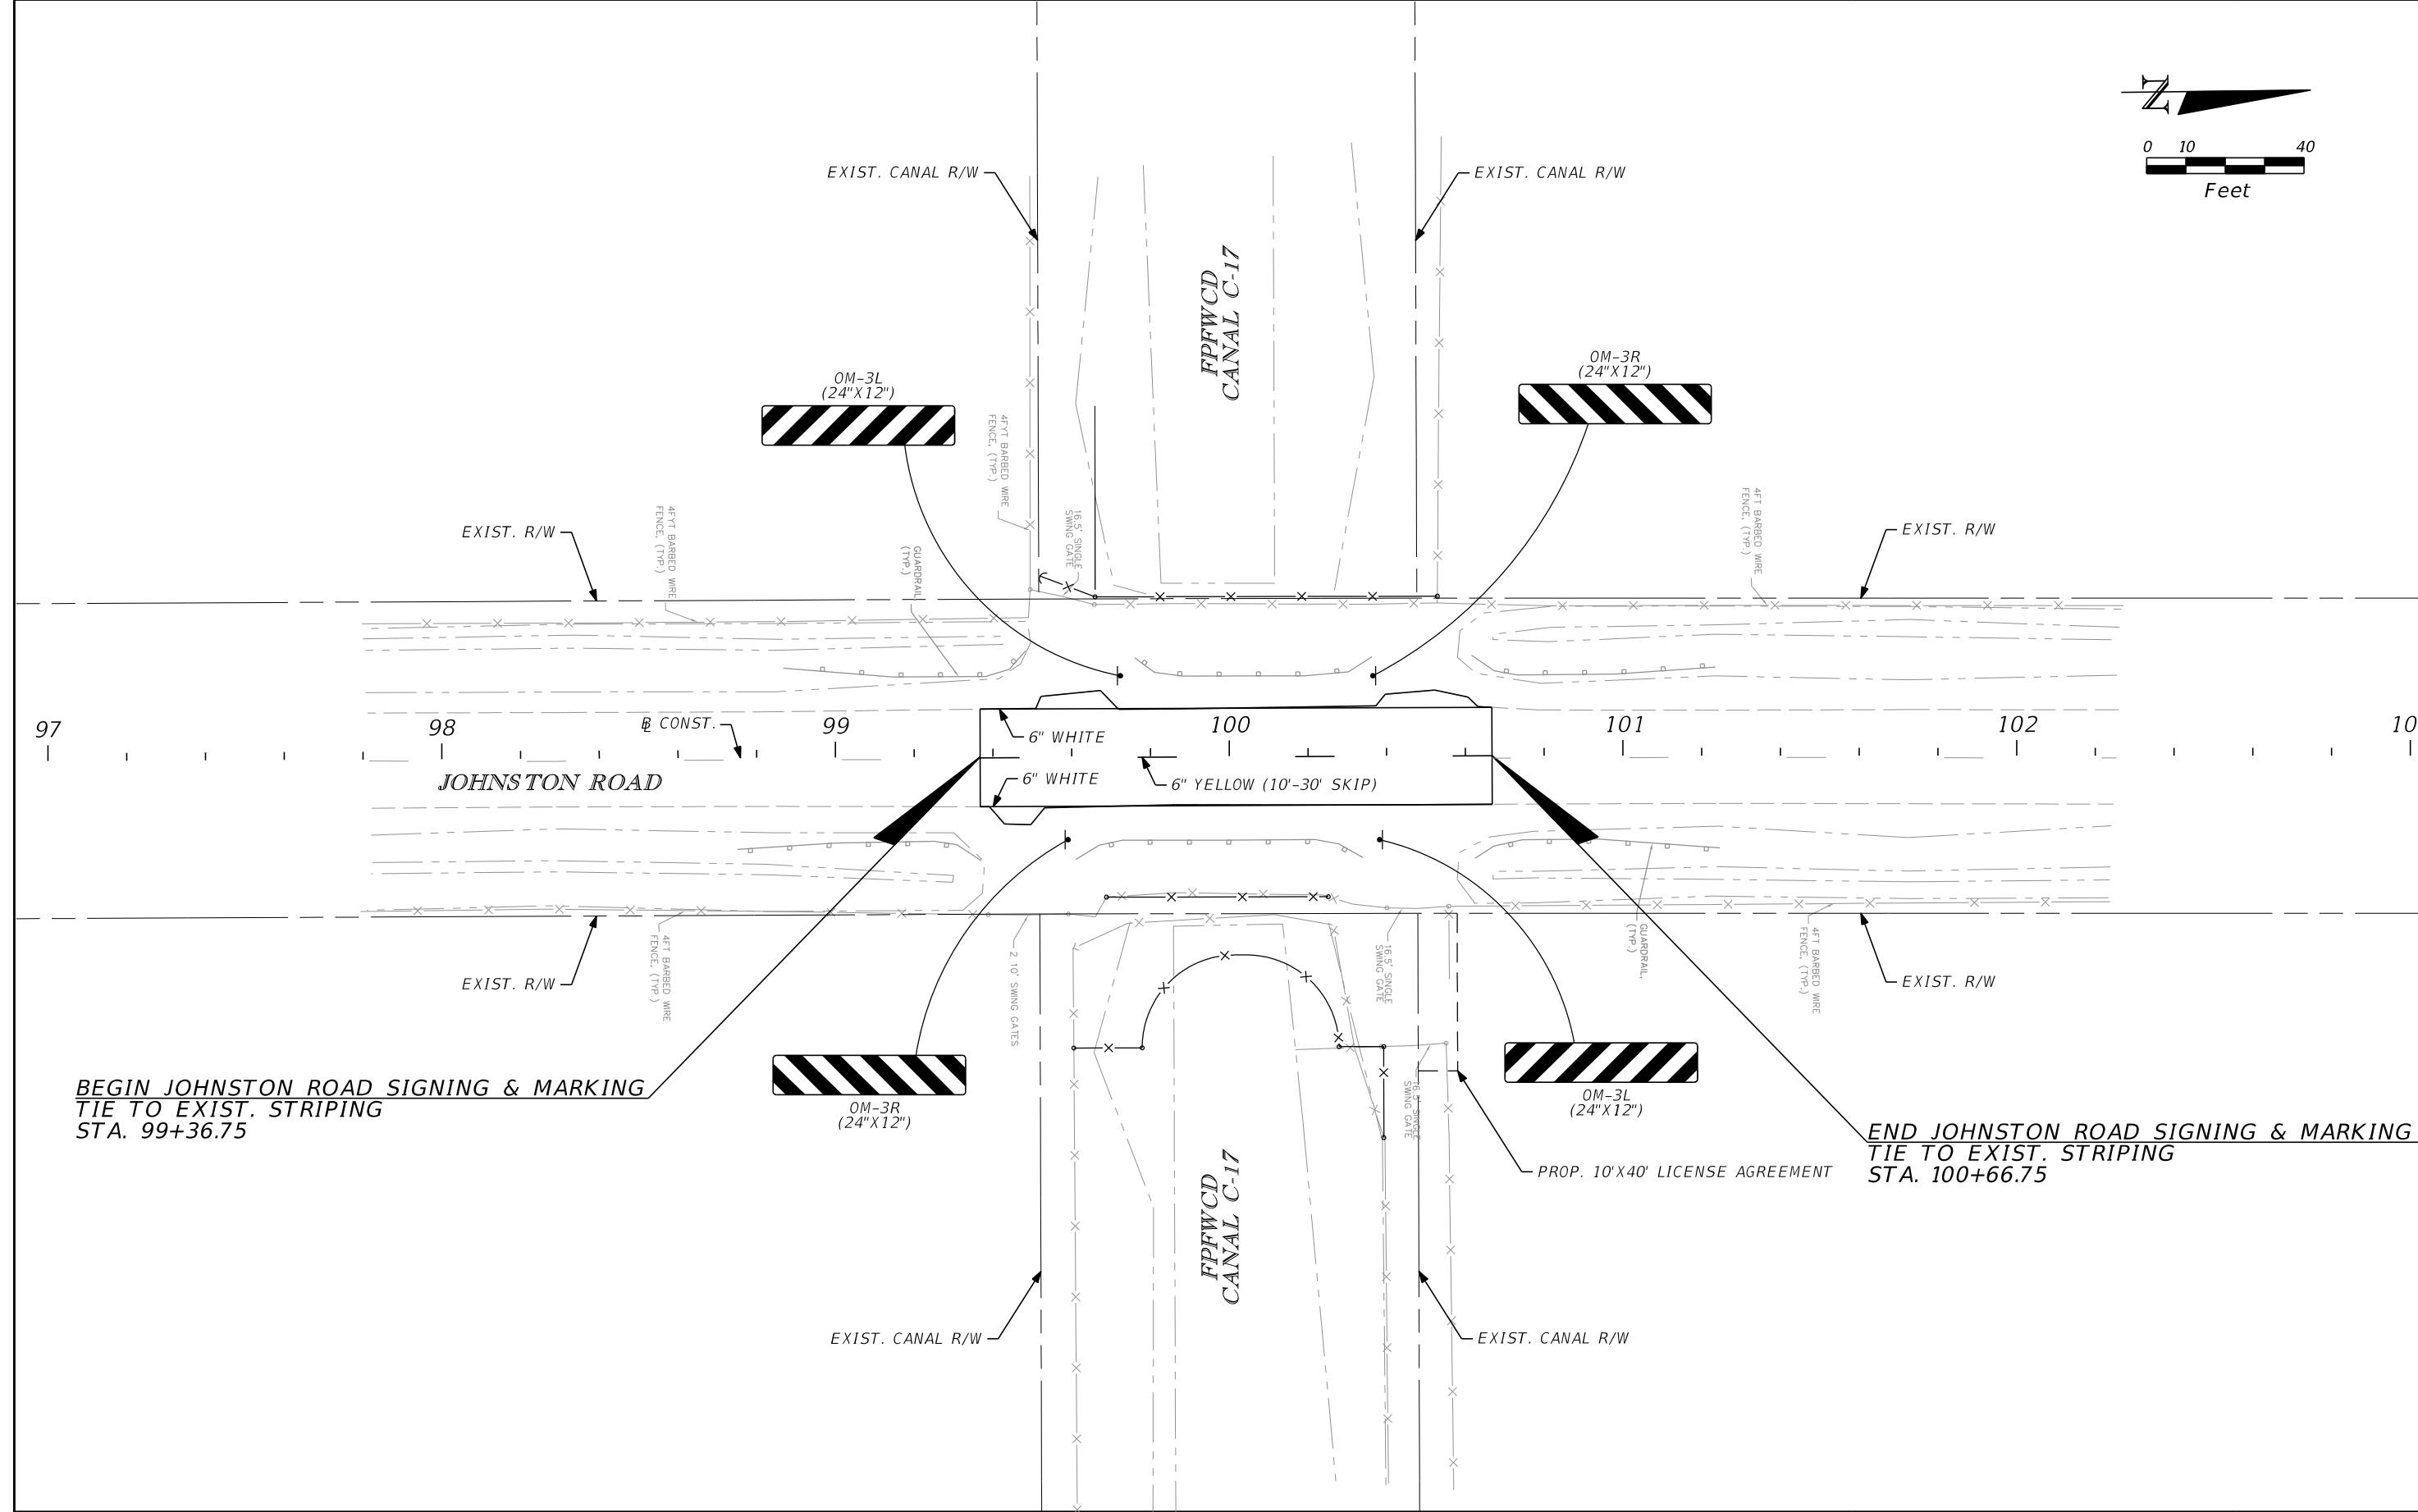 N
0 10 40
Feet
EXIST. CANAL R/W
EXIST. CANAL R/W
FPFWCD
CANAL C-17
OM-3L
(24"X12")
OM-3R
(24"X12")
4FYT BARBED WIRE
FENCE, (TYP.)
16.5' SINGLE
SWING GATE
EXIST. R/W
4FYT BARBED WIRE
FENCE, (TYP.)
GUARDRAIL
(TYP.)
4FT BARBED WIRE
FENCE, (TYP.)
EXIST. R/W
97 98 99 100 101 102 10
BL CONST.
6" WHITE
6" WHITE
6" YELLOW (10'-30' SKIP)
JOHNSTON ROAD
EXIST. R/W
4FT BARBED WIRE
FENCE, (TYP.)
2 10' SWING GATES
16.5' SINGLE
SWING GATE
GUARDRAIL,
(TYP.)
4FT BARBED WIRE
FENCE, (TYP.)
EXIST. R/W
BEGIN JOHNSTON ROAD SIGNING & MARKING
TIE TO EXIST. STRIPING
STA. 99+36.75
OM-3R
(24"X12")
16.5' SINGLE
SWING GATE
OM-3L
(24"X12")
PROP. 10'X40' LICENSE AGREEMENT
END JOHNSTON ROAD SIGNING & MARKING
TIE TO EXIST. STRIPING
STA. 100+66.75
FPFWCD
CANAL C-17
EXIST. CANAL R/W
EXIST. CANAL R/W